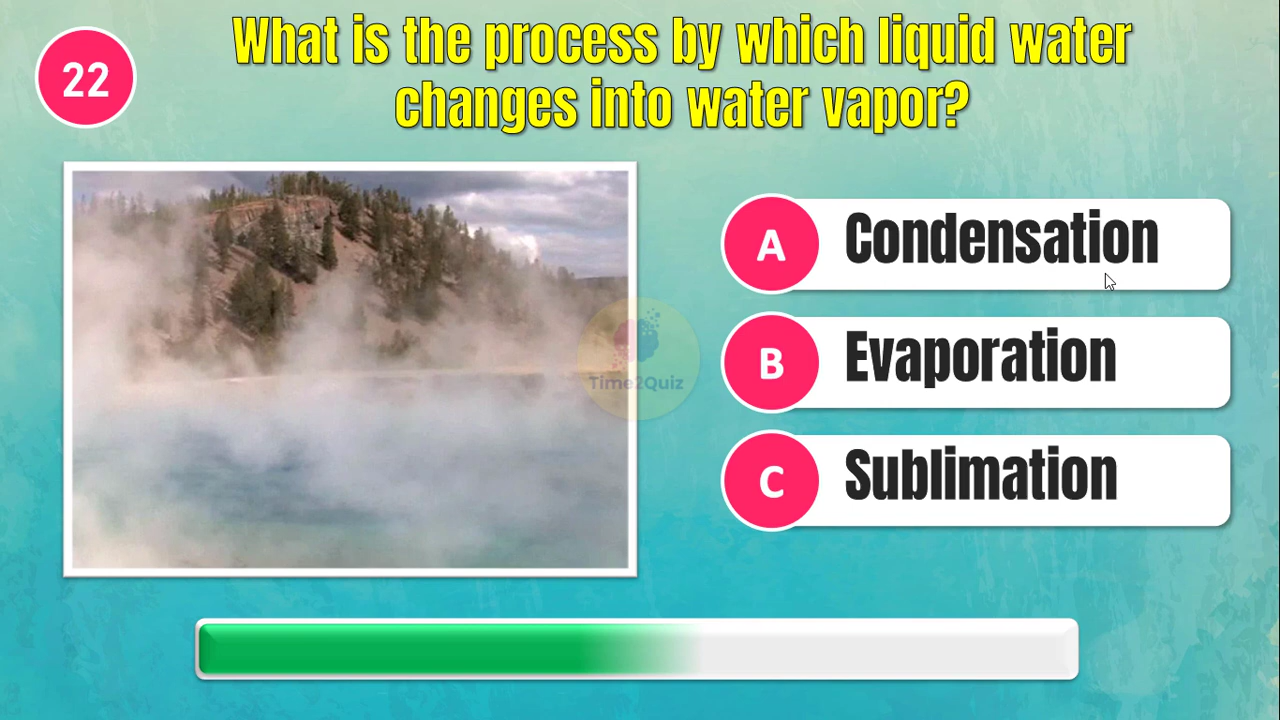 22
What is the process by which liquid water
changes into water vapor?
A Condensation
B Evaporation
C Sublimation
Time2Quiz